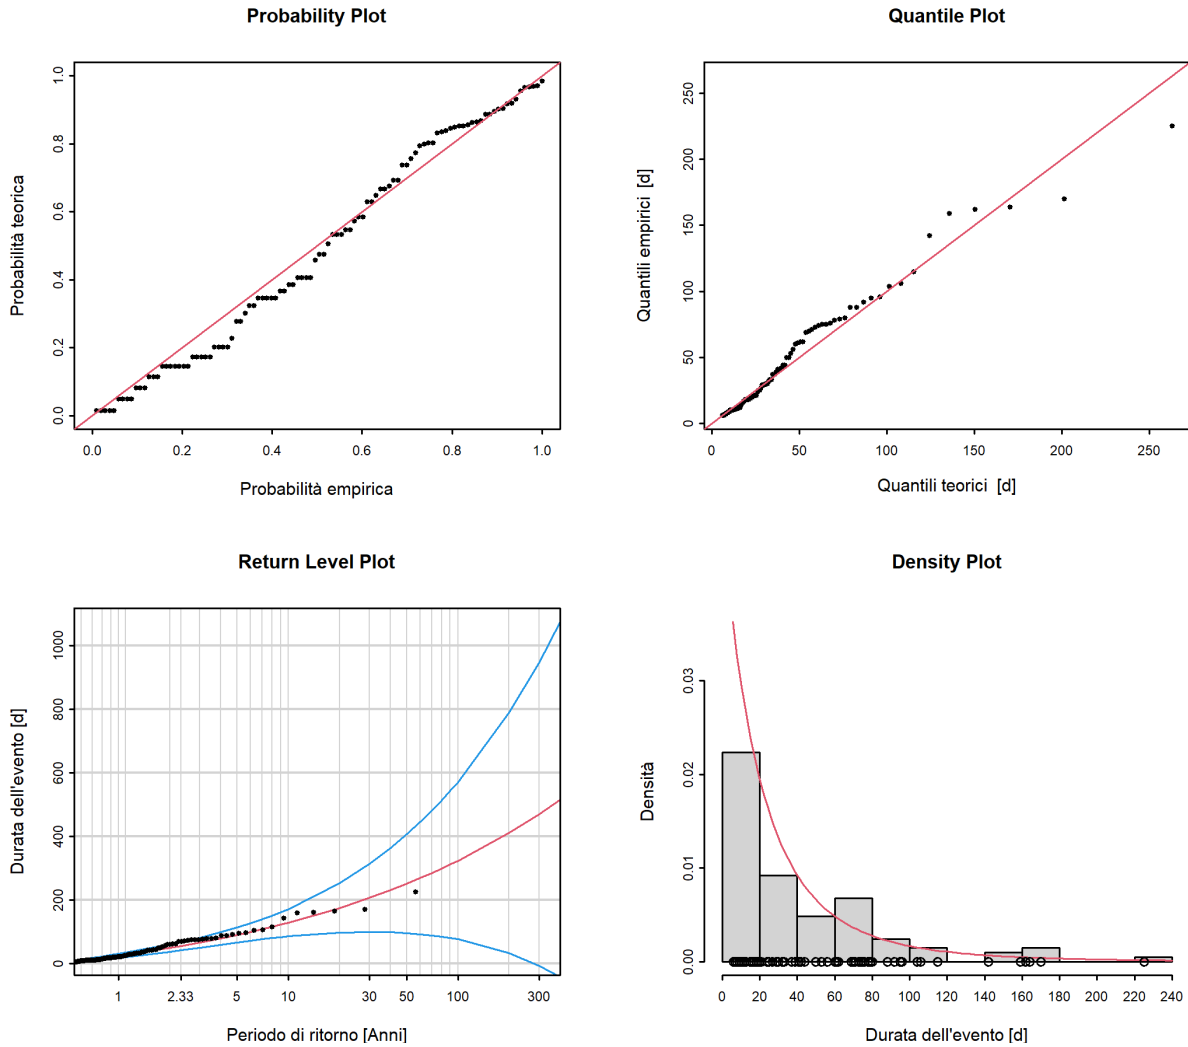 Probability Plot
Probabilità teorica
0.0 0.2 0.4 0.6 0.8 1.0
0.0 0.2 0.4 0.6 0.8 1.0
Probabilità empirica
Quantile Plot
Quantili empirici [d]
0 50 100 150 200 250
0 50 100 150 200 250
Quantili teorici [d]
Return Level Plot
Durata dell'evento [d]
0 200 400 600 800 1000
1 2.33 5 10 30 50 100 300
Periodo di ritorno [Anni]
Density Plot
Densità
0.00 0.01 0.02 0.03
0 20 40 60 80 100 120 140 160 180 200 220 240
Durata dell'evento [d]